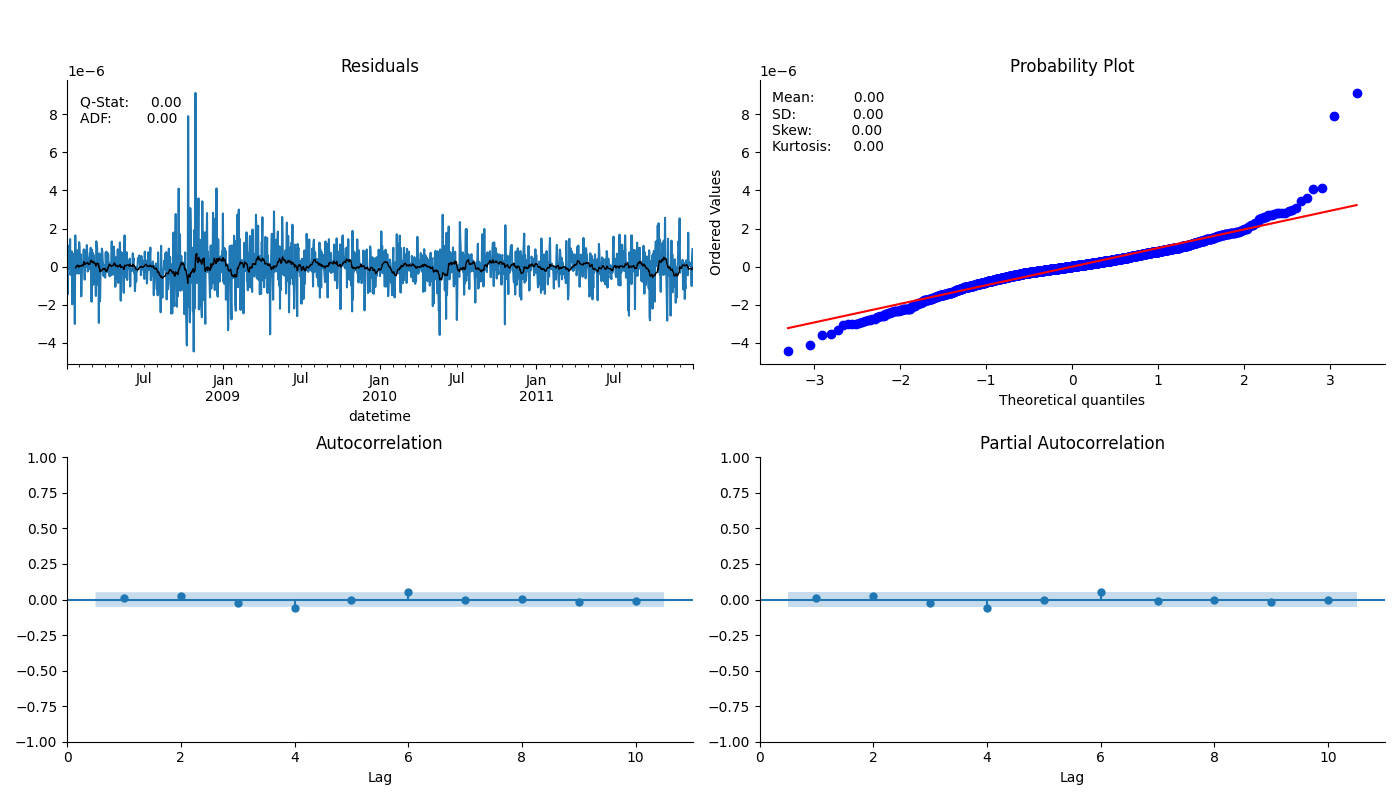 Residuals
1e−6
Q-Stat: 0.00
ADF: 0.00
8
6
4
2
0
−2
−4
Jul
Jan
2009
Jul
Jan
2010
Jul
Jan
2011
Jul
datetime
Probability Plot
1e−6
Mean: 0.00
SD: 0.00
Skew: 0.00
Kurtosis: 0.00
Ordered Values
8
6
4
2
0
−2
−4
−3 −2 −1 0 1 2 3
Theoretical quantiles
Autocorrelation
1.00
0.75
0.50
0.25
0.00
−0.25
−0.50
−0.75
−1.00
0 2 4 6 8 10
Lag
Partial Autocorrelation
1.00
0.75
0.50
0.25
0.00
−0.25
−0.50
−0.75
−1.00
0 2 4 6 8 10
Lag